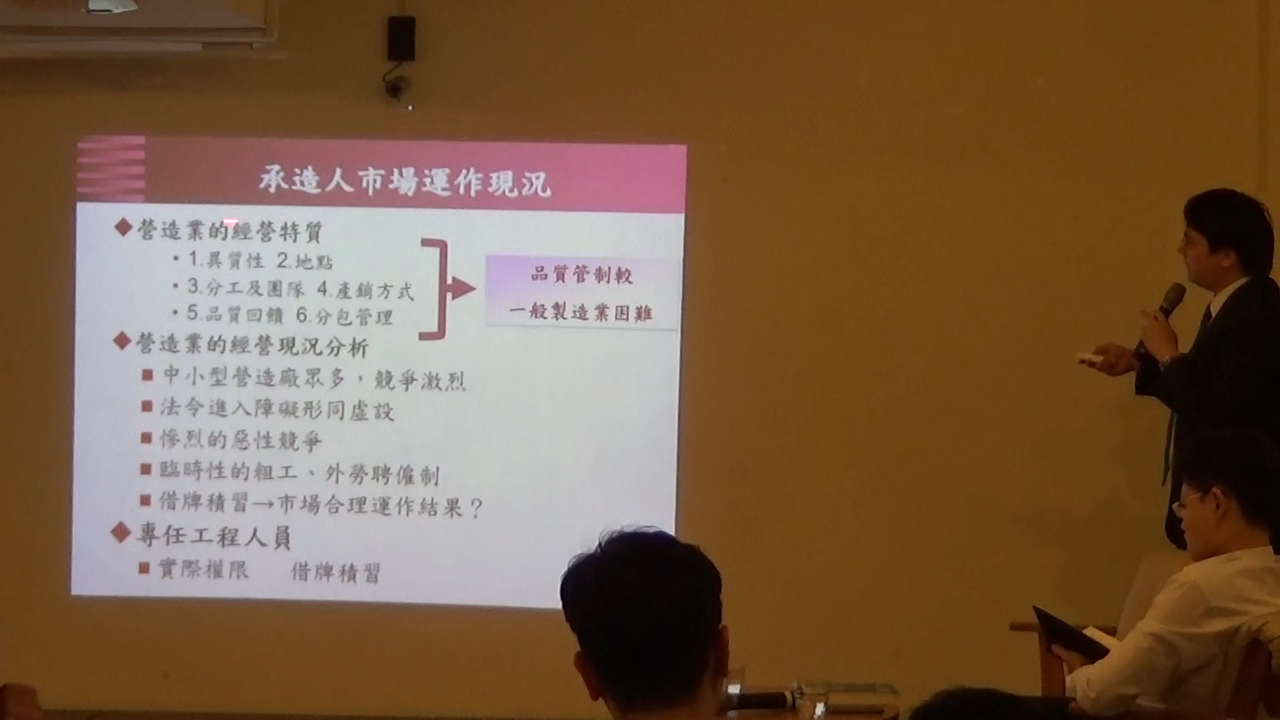 承造人市場運作現況
◆營造業的經營特質
•1.異質性 2.地點
•3.分工及團隊 4.產銷方式
•5.品質回饋 6.分包管理
品質管制較
一般製造業困難
◆營造業的經營現況分析
■中小型營造廠眾多，競爭激烈
■法令進入障礙形同虛設
■慘烈的惡性競爭
■臨時性的粗工、外勞聘僱制
■借牌積習→市場合理運作結果？
◆專任工程人員
■實際權限 借牌積習